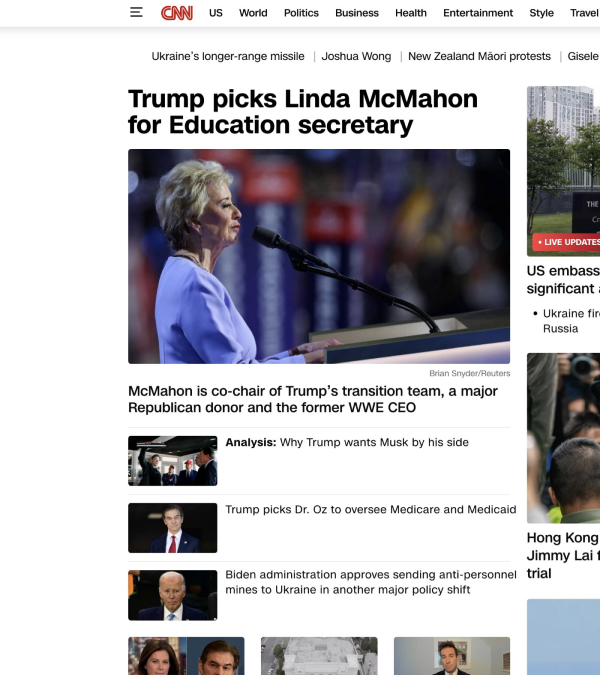 CNN US World Politics Business Health Entertainment Style Travel
Ukraine’s longer-range missile | Joshua Wong | New Zealand Māori protests | Gisele
Trump picks Linda McMahon
for Education secretary
Brian Snyder/Reuters
McMahon is co-chair of Trump’s transition team, a major
Republican donor and the former WWE CEO
Analysis: Why Trump wants Musk by his side
Trump picks Dr. Oz to oversee Medicare and Medicaid
Biden administration approves sending anti-personnel
mines to Ukraine in another major policy shift
THE
• LIVE UPDATES
US embass
significant
• Ukraine fir
Russia
Hong Kong
Jimmy Lai
trial